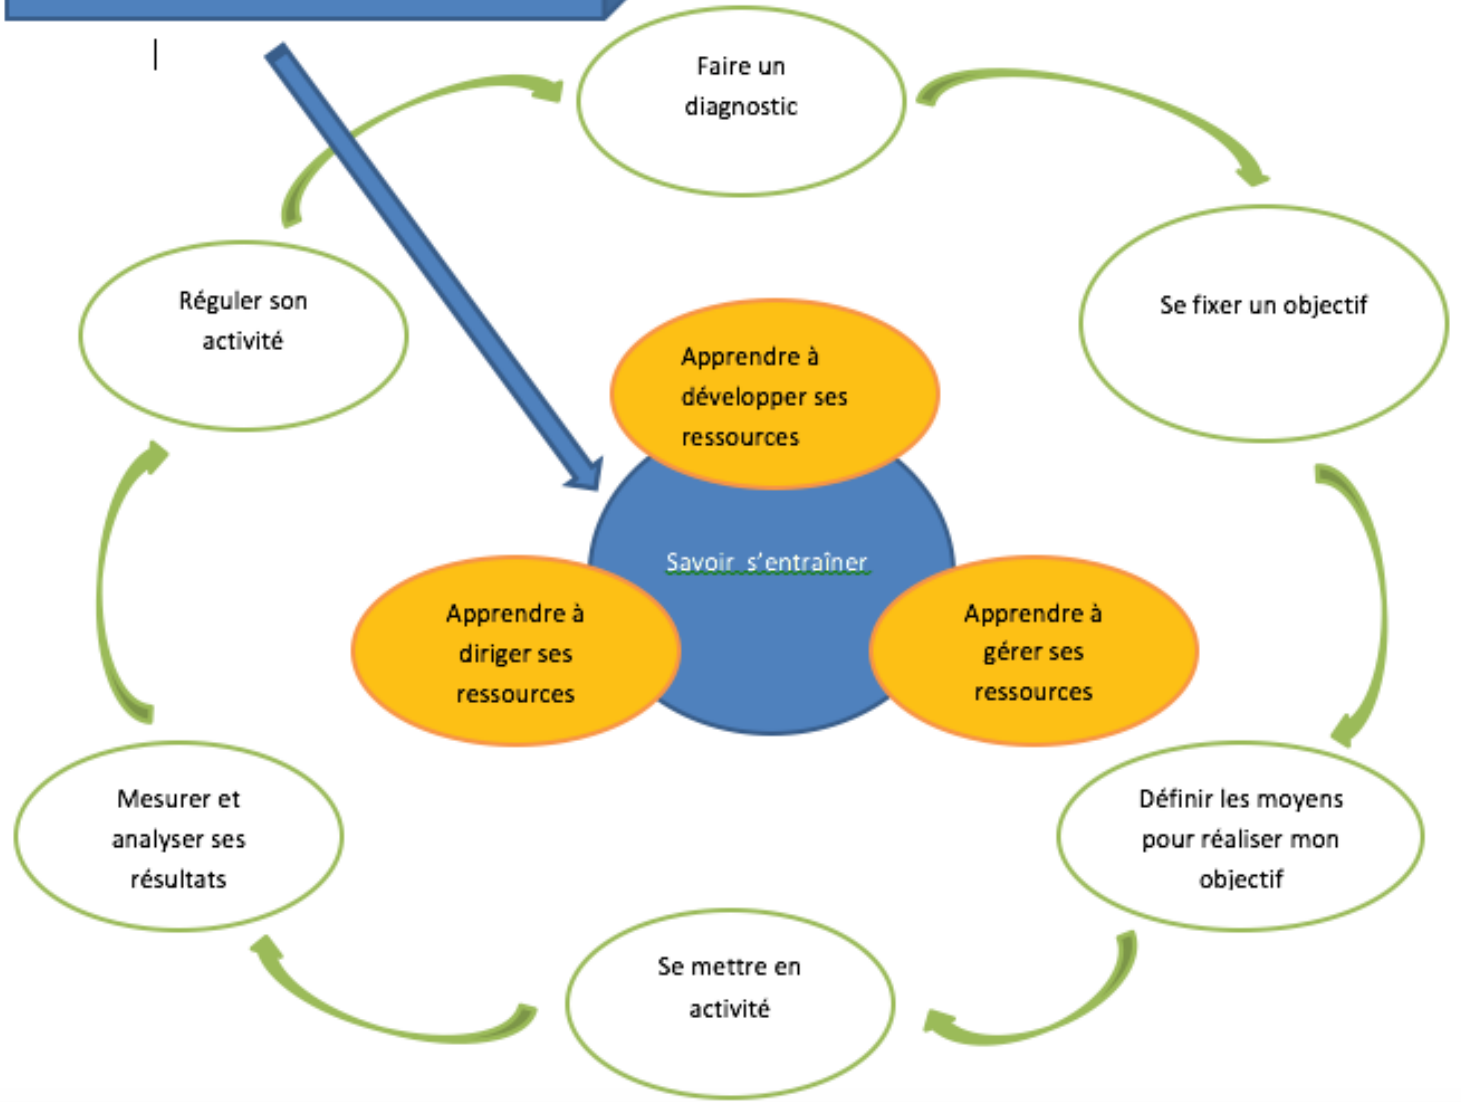 Faire un
diagnostic
Se fixer un objectif
Réguler son
activité
Apprendre à
développer ses
ressources
Savoir s’entraîner
Apprendre à
diriger ses
ressources
Apprendre à
gérer ses
ressources
Mesurer et
analyser ses
résultats
Définir les moyens
pour réaliser mon
objectif
Se mettre en
activité